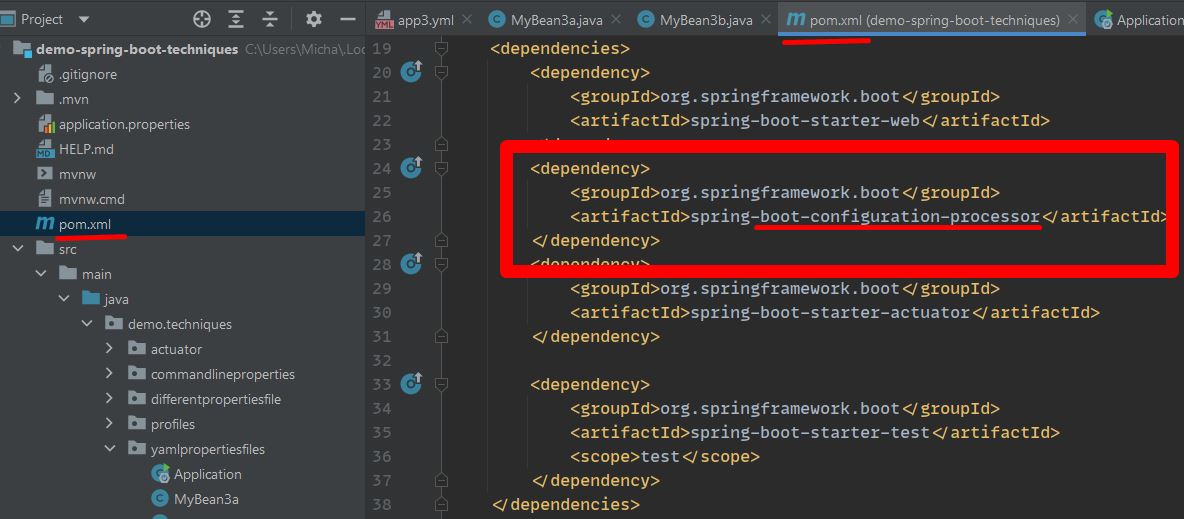 Project
demo-spring-boot-techniques C:\Users\Micha\.Loc
.gitignore
.mvn
application.properties
HELP.md
mvnw
mvnw.cmd
pom.xml
src
main
java
demo.techniques
actuator
commandlineproperties
differentpropertiesfile
profiles
yamlpropertiesfiles
Application
MyBean3a
app3.yml MyBean3a.java MyBean3b.java pom.xml (demo-spring-boot-techniques) Application
19 <dependencies>
20 <dependency>
21 <groupId>org.springframework.boot</groupId>
22 <artifactId>spring-boot-starter-web</artifactId>
23
24 <dependency>
25 <groupId>org.springframework.boot</groupId>
26 <artifactId>spring-boot-configuration-processor</artifactId>
27 </dependency>
28 <dependency>
29 <groupId>org.springframework.boot</groupId>
30 <artifactId>spring-boot-starter-actuator</artifactId>
31 </dependency>
32
33 <dependency>
34 <groupId>org.springframework.boot</groupId>
35 <artifactId>spring-boot-starter-test</artifactId>
36 <scope>test</scope>
37 </dependency>
38 </dependencies>